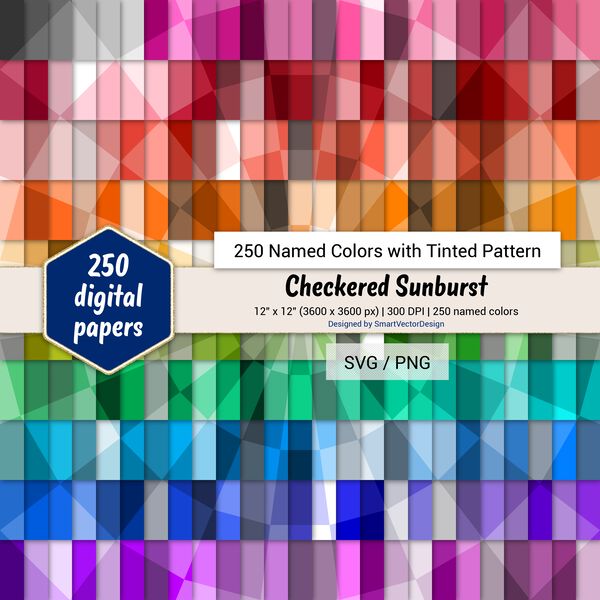 250 Named Colors with Tinted Pattern
250
digital
papers
Checkered Sunburst
12" x 12" (3600 x 3600 px) | 300 DPI | 250 named colors
Designed by SmartVectorDesign
SVG / PNG